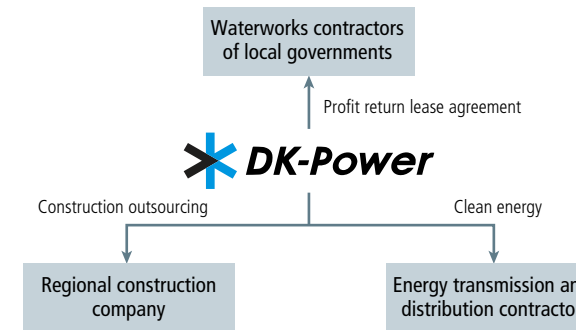 Waterworks contractors
of local governments
Profit return lease agreement
DK-Power
Construction outsourcing
Clean energy
Regional construction
company
Energy transmission an
distribution contracto